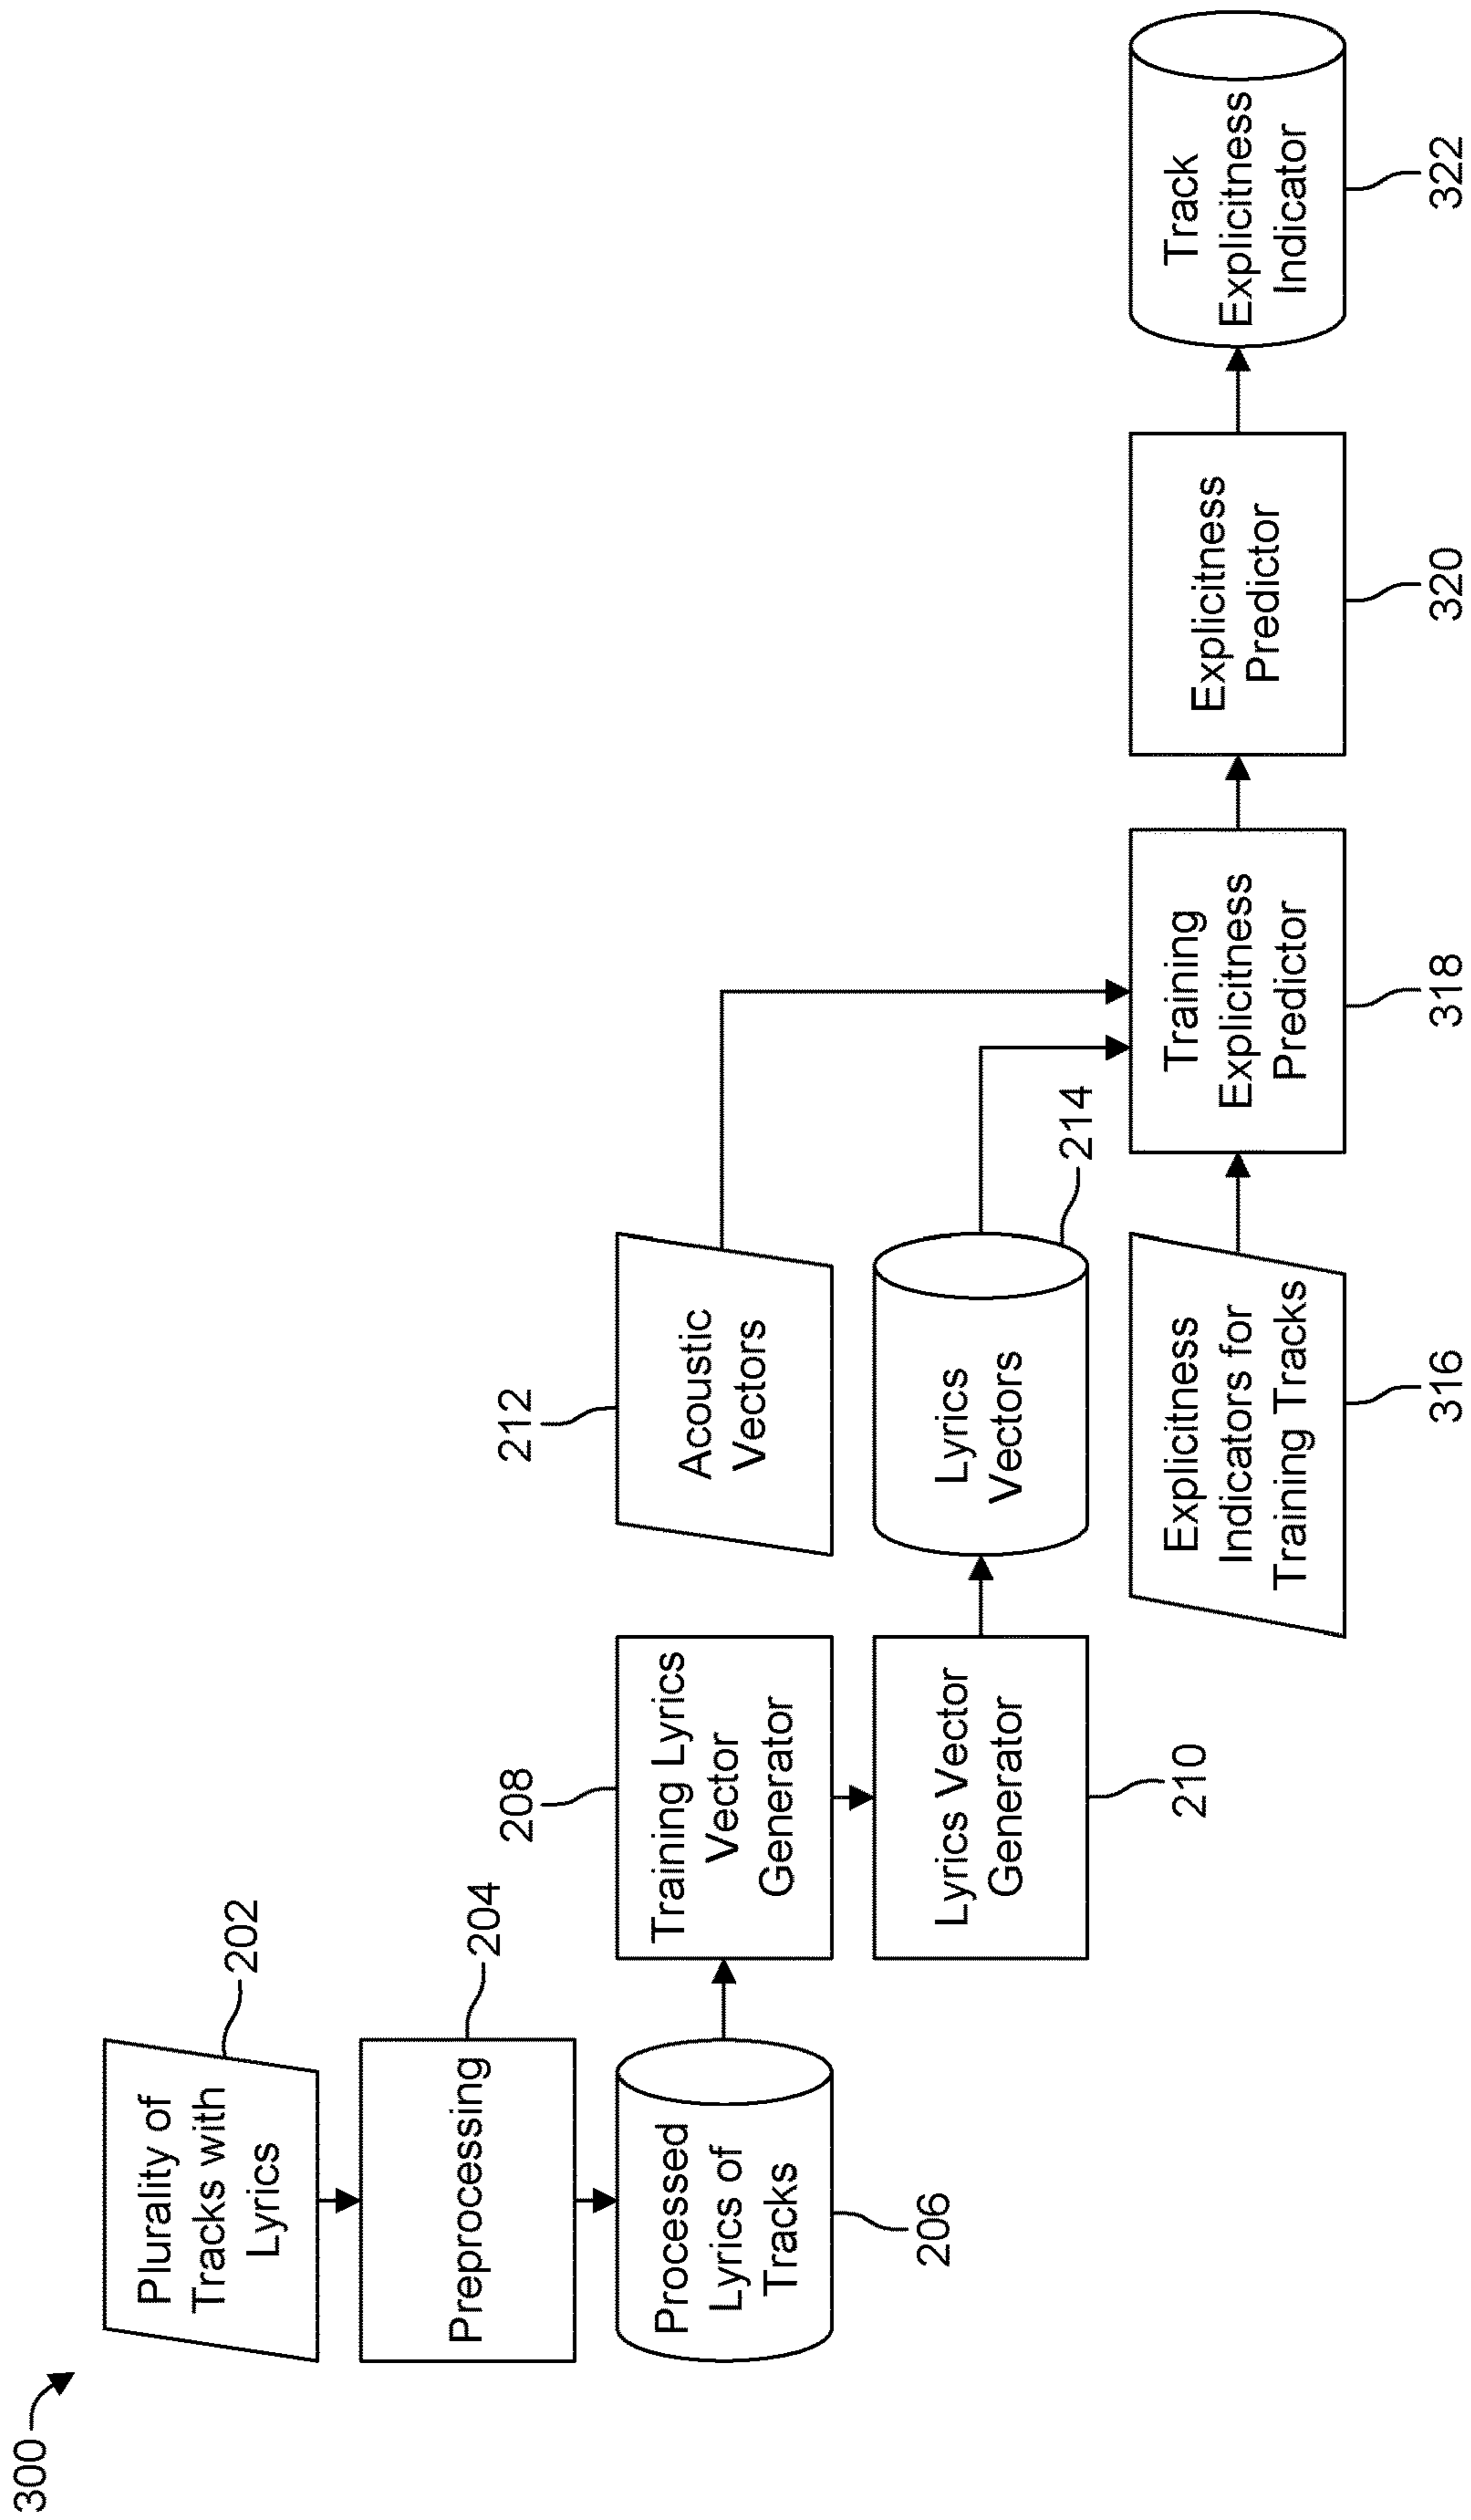 300
Plurality of
Tracks with
Lyrics
202
Preprocessing
204
Processed
Lyrics of
Tracks
206
208
Training Lyrics
Vector
Generator
Lyrics Vector
Generator
210
212
Acoustic
Vectors
Lyrics
Vectors
214
Explicitness
Indicators for
Training Tracks
316
Training
Explicitness
Predictor
318
Explicitness
Predictor
320
Track
Explicitness
Indicator
322